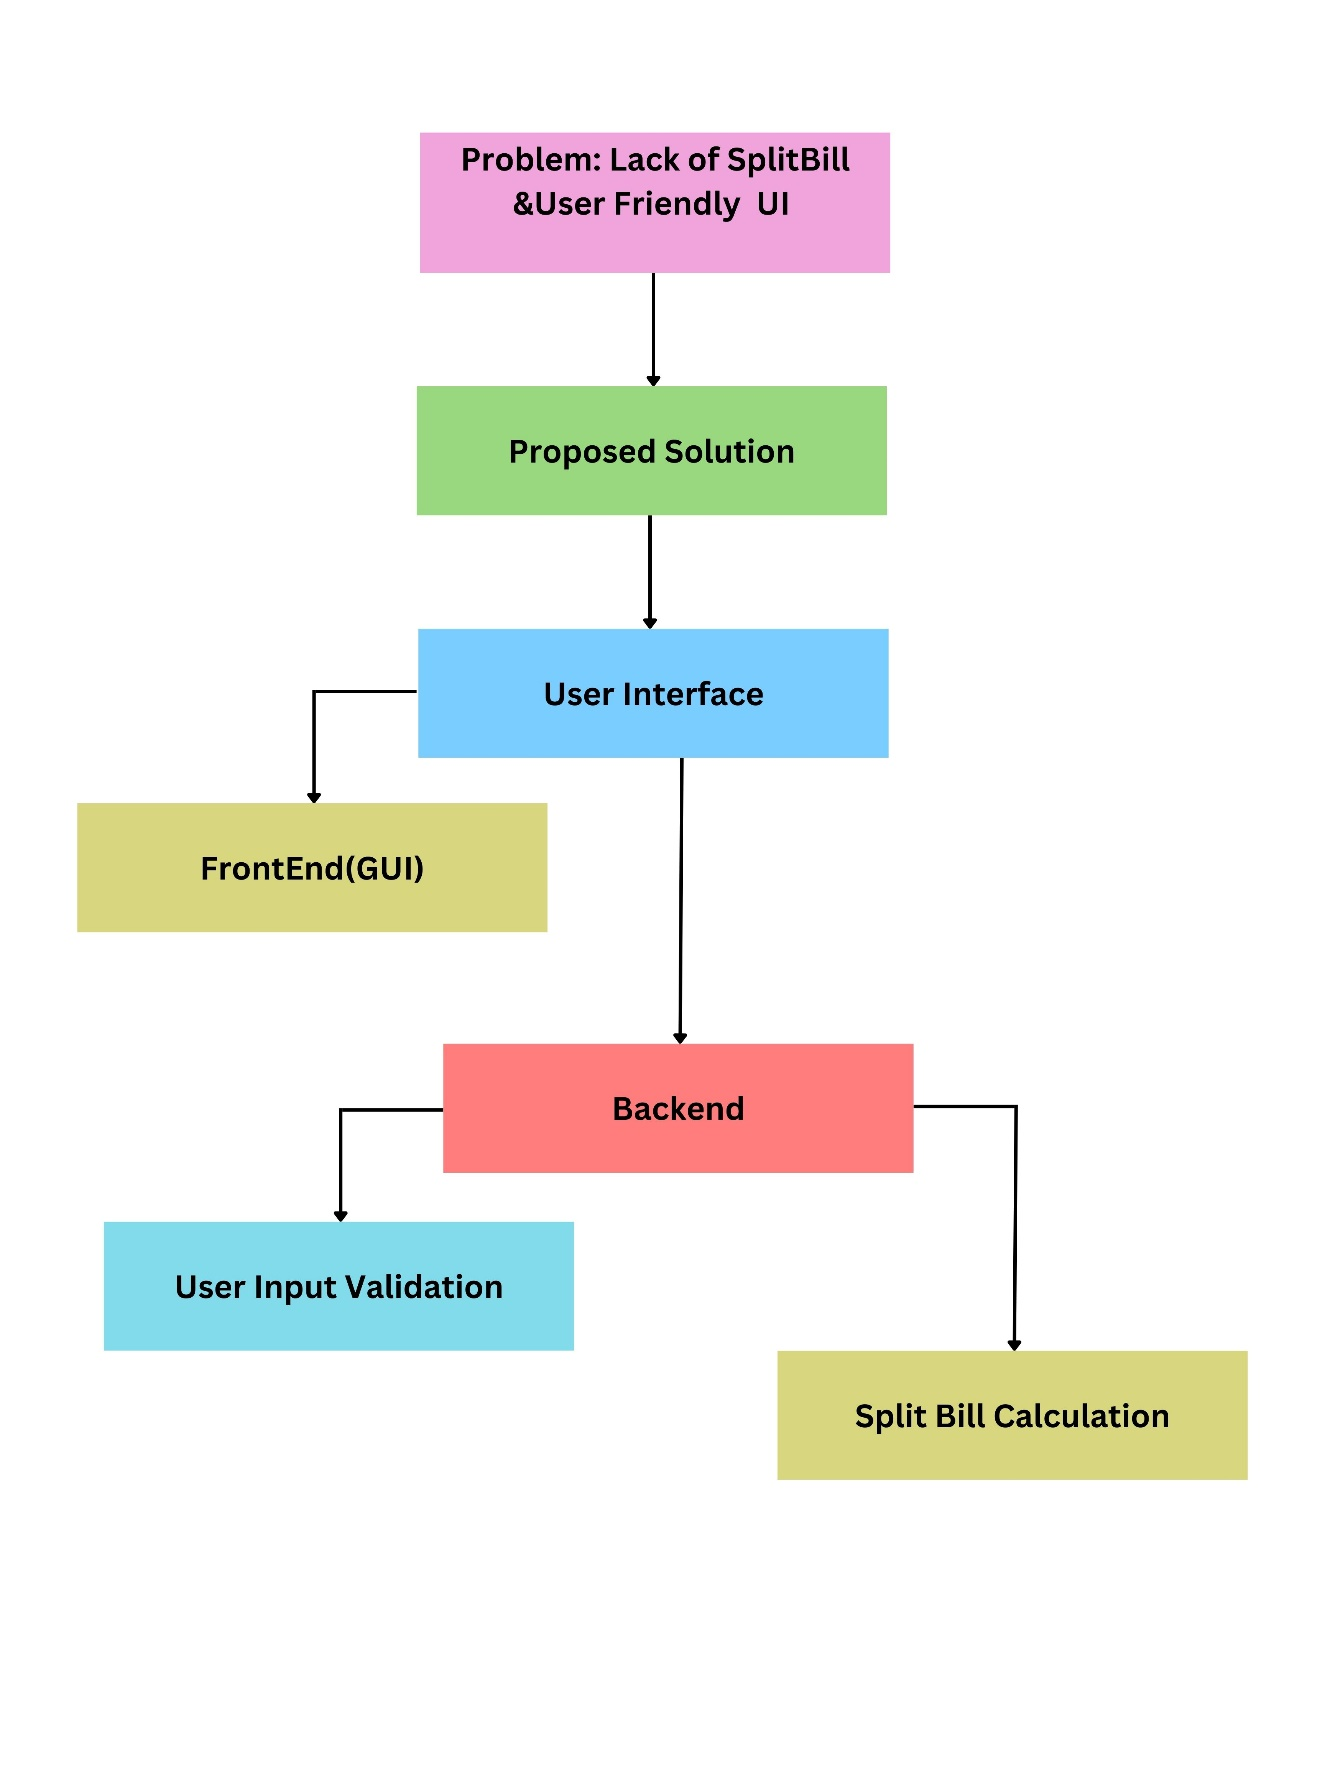 Problem: Lack of SplitBill
&User Friendly  UI
Proposed Solution
User Interface
FrontEnd(GUI)
Backend
User Input Validation
Split Bill Calculation